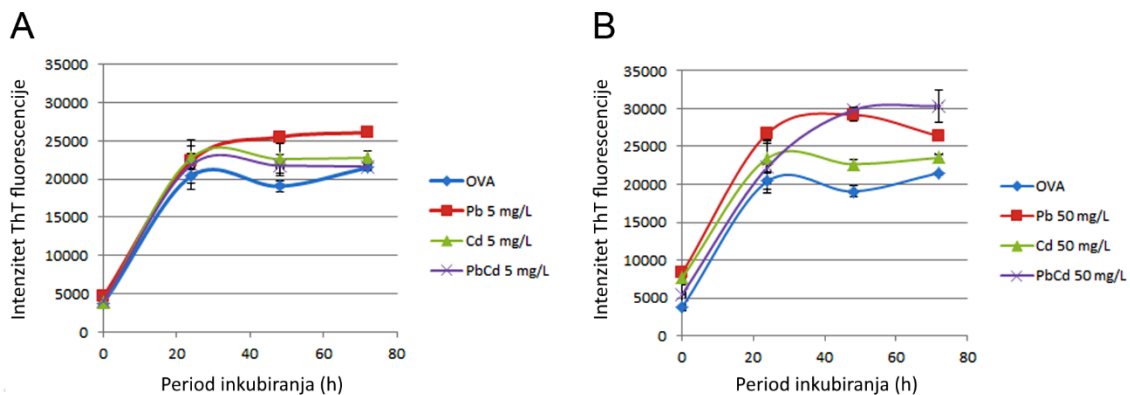 A
Intenzitet ThT fluorescencije
35000
30000
25000
20000
15000
10000
5000
0
0 20 40 60 80
Period inkubiranja (h)
OVA
Pb 5 mg/L
Cd 5 mg/L
PbCd 5 mg/L
B
Intenzitet ThT fluorescencije
35000
30000
25000
20000
15000
10000
5000
0
0 20 40 60 80
Period inkubiranja (h)
OVA
Pb 50 mg/L
Cd 50 mg/L
PbCd 50 mg/L